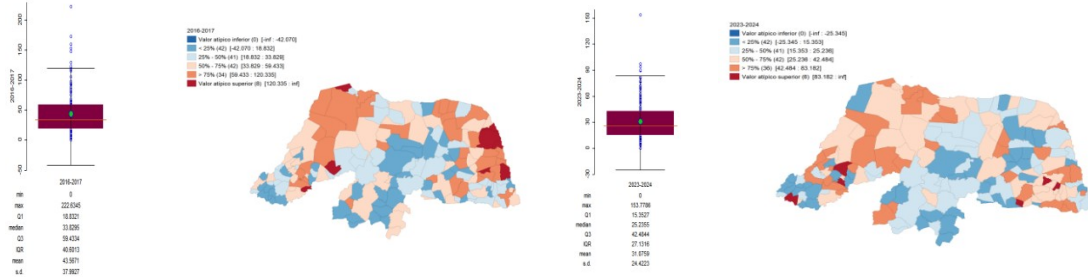 200
150
100
50
0
-50
2016-2017
2016-2017
min 0
max 222.6345
Q1 18.8321
median 33.8295
Q3 59.4334
IQR 40.6013
mean 43.5671
s.d. 37.9927
2016-2017
Valor atípico inferior (0) [-inf : -42.070]
< 25% (42) [-42.070 : 18.832]
25% - 50% (41) [18.832 : 33.829]
50% - 75% (42) [33.829 : 59.433]
> 75% (34) [59.433 : 120.335]
Valor atípico superior (8) [120.335 : inf]
150
120
90
60
30
0
-30
2023-2024
2023-2024
min 0
max 153.7786
Q1 15.3527
median 25.2355
Q3 42.4844
IQR 27.1316
mean 31.0759
s.d. 24.4223
2023-2024
Valor atípico inferior (0) [-inf : -25.345]
< 25% (42) [-25.345 : 15.353]
25% - 50% (41) [15.353 : 25.236]
50% - 75% (42) [25.236 : 42.484]
> 75% (36) [42.484 : 83.182]
Valor atípico superior (6) [83.182 : inf]